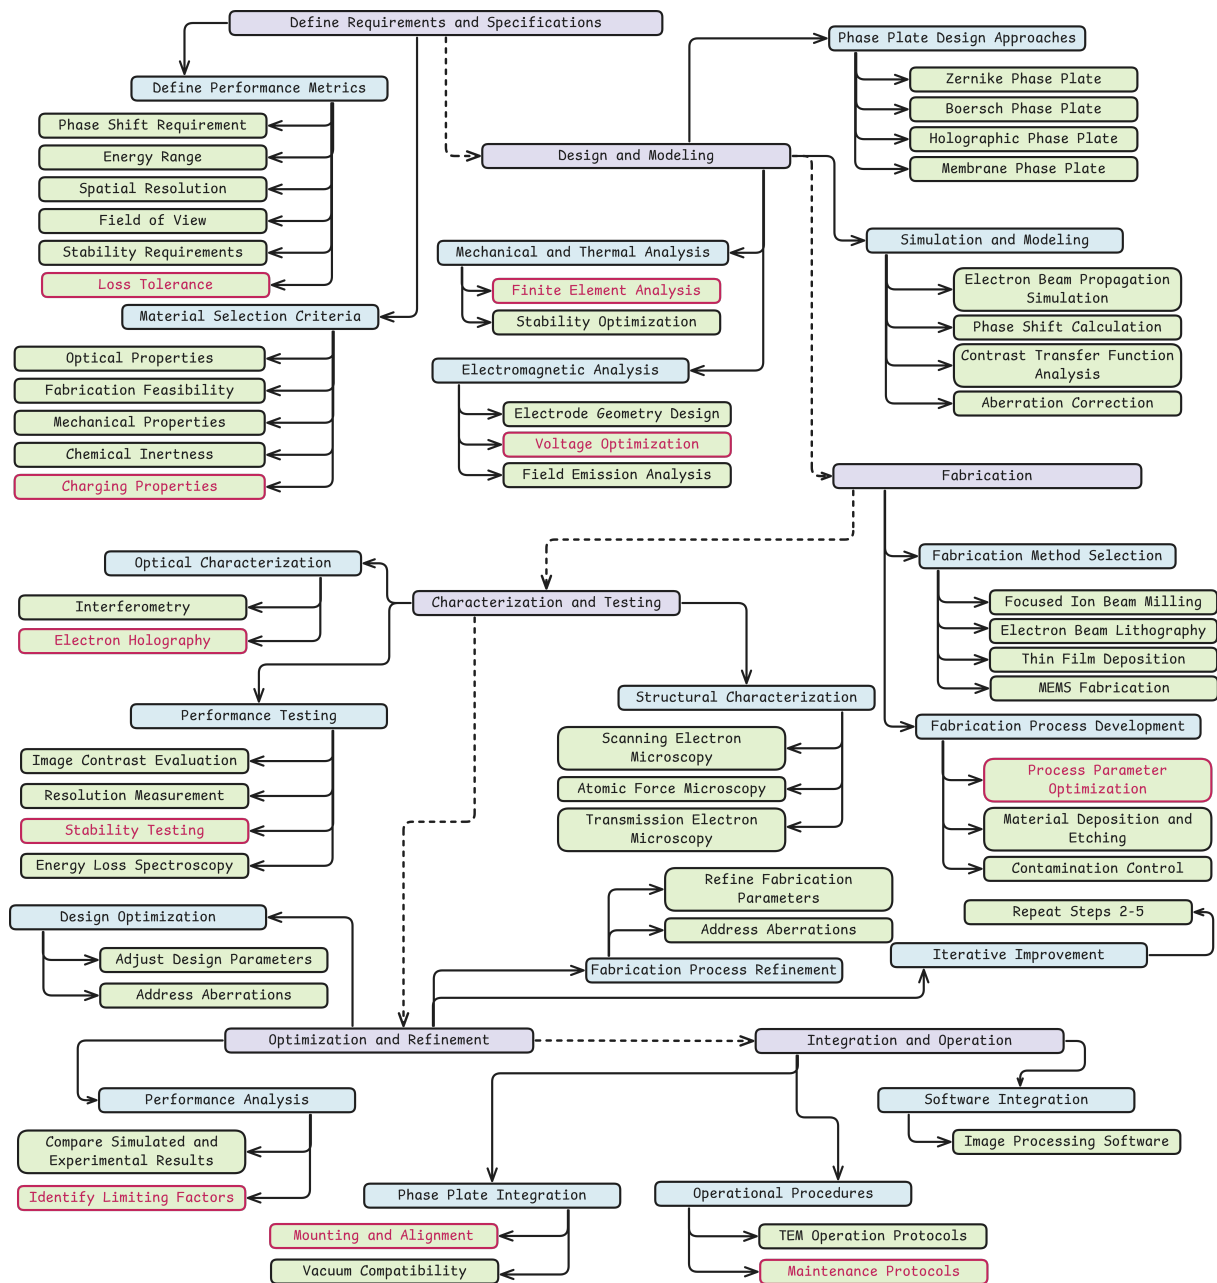 Define Requirements and Specifications
Define Performance Metrics
Phase Shift Requirement
Energy Range
Spatial Resolution
Field of View
Stability Requirements
Loss Tolerance
Material Selection Criteria
Optical Properties
Fabrication Feasibility
Mechanical Properties
Chemical Inertness
Charging Properties
Design and Modeling
Phase Plate Design Approaches
Zernike Phase Plate
Boersch Phase Plate
Holographic Phase Plate
Membrane Phase Plate
Simulation and Modeling
Electron Beam Propagation
Simulation
Phase Shift Calculation
Contrast Transfer Function
Analysis
Aberration Correction
Mechanical and Thermal Analysis
Finite Element Analysis
Stability Optimization
Electromagnetic Analysis
Electrode Geometry Design
Voltage Optimization
Field Emission Analysis
Fabrication
Fabrication Method Selection
Focused Ion Beam Milling
Electron Beam Lithography
Thin Film Deposition
MEMS Fabrication
Fabrication Process Development
Process Parameter
Optimization
Material Deposition and
Etching
Contamination Control
Characterization and Testing
Optical Characterization
Interferometry
Electron Holography
Performance Testing
Image Contrast Evaluation
Resolution Measurement
Stability Testing
Energy Loss Spectroscopy
Structural Characterization
Scanning Electron
Microscopy
Atomic Force Microscopy
Transmission Electron
Microscopy
Optimization and Refinement
Design Optimization
Adjust Design Parameters
Address Aberrations
Fabrication Process Refinement
Refine Fabrication
Parameters
Address Aberrations
Iterative Improvement
Repeat Steps 2-5
Performance Analysis
Compare Simulated and
Experimental Results
Identify Limiting Factors
Integration and Operation
Phase Plate Integration
Mounting and Alignment
Vacuum Compatibility
Operational Procedures
TEM Operation Protocols
Maintenance Protocols
Software Integration
Image Processing Software